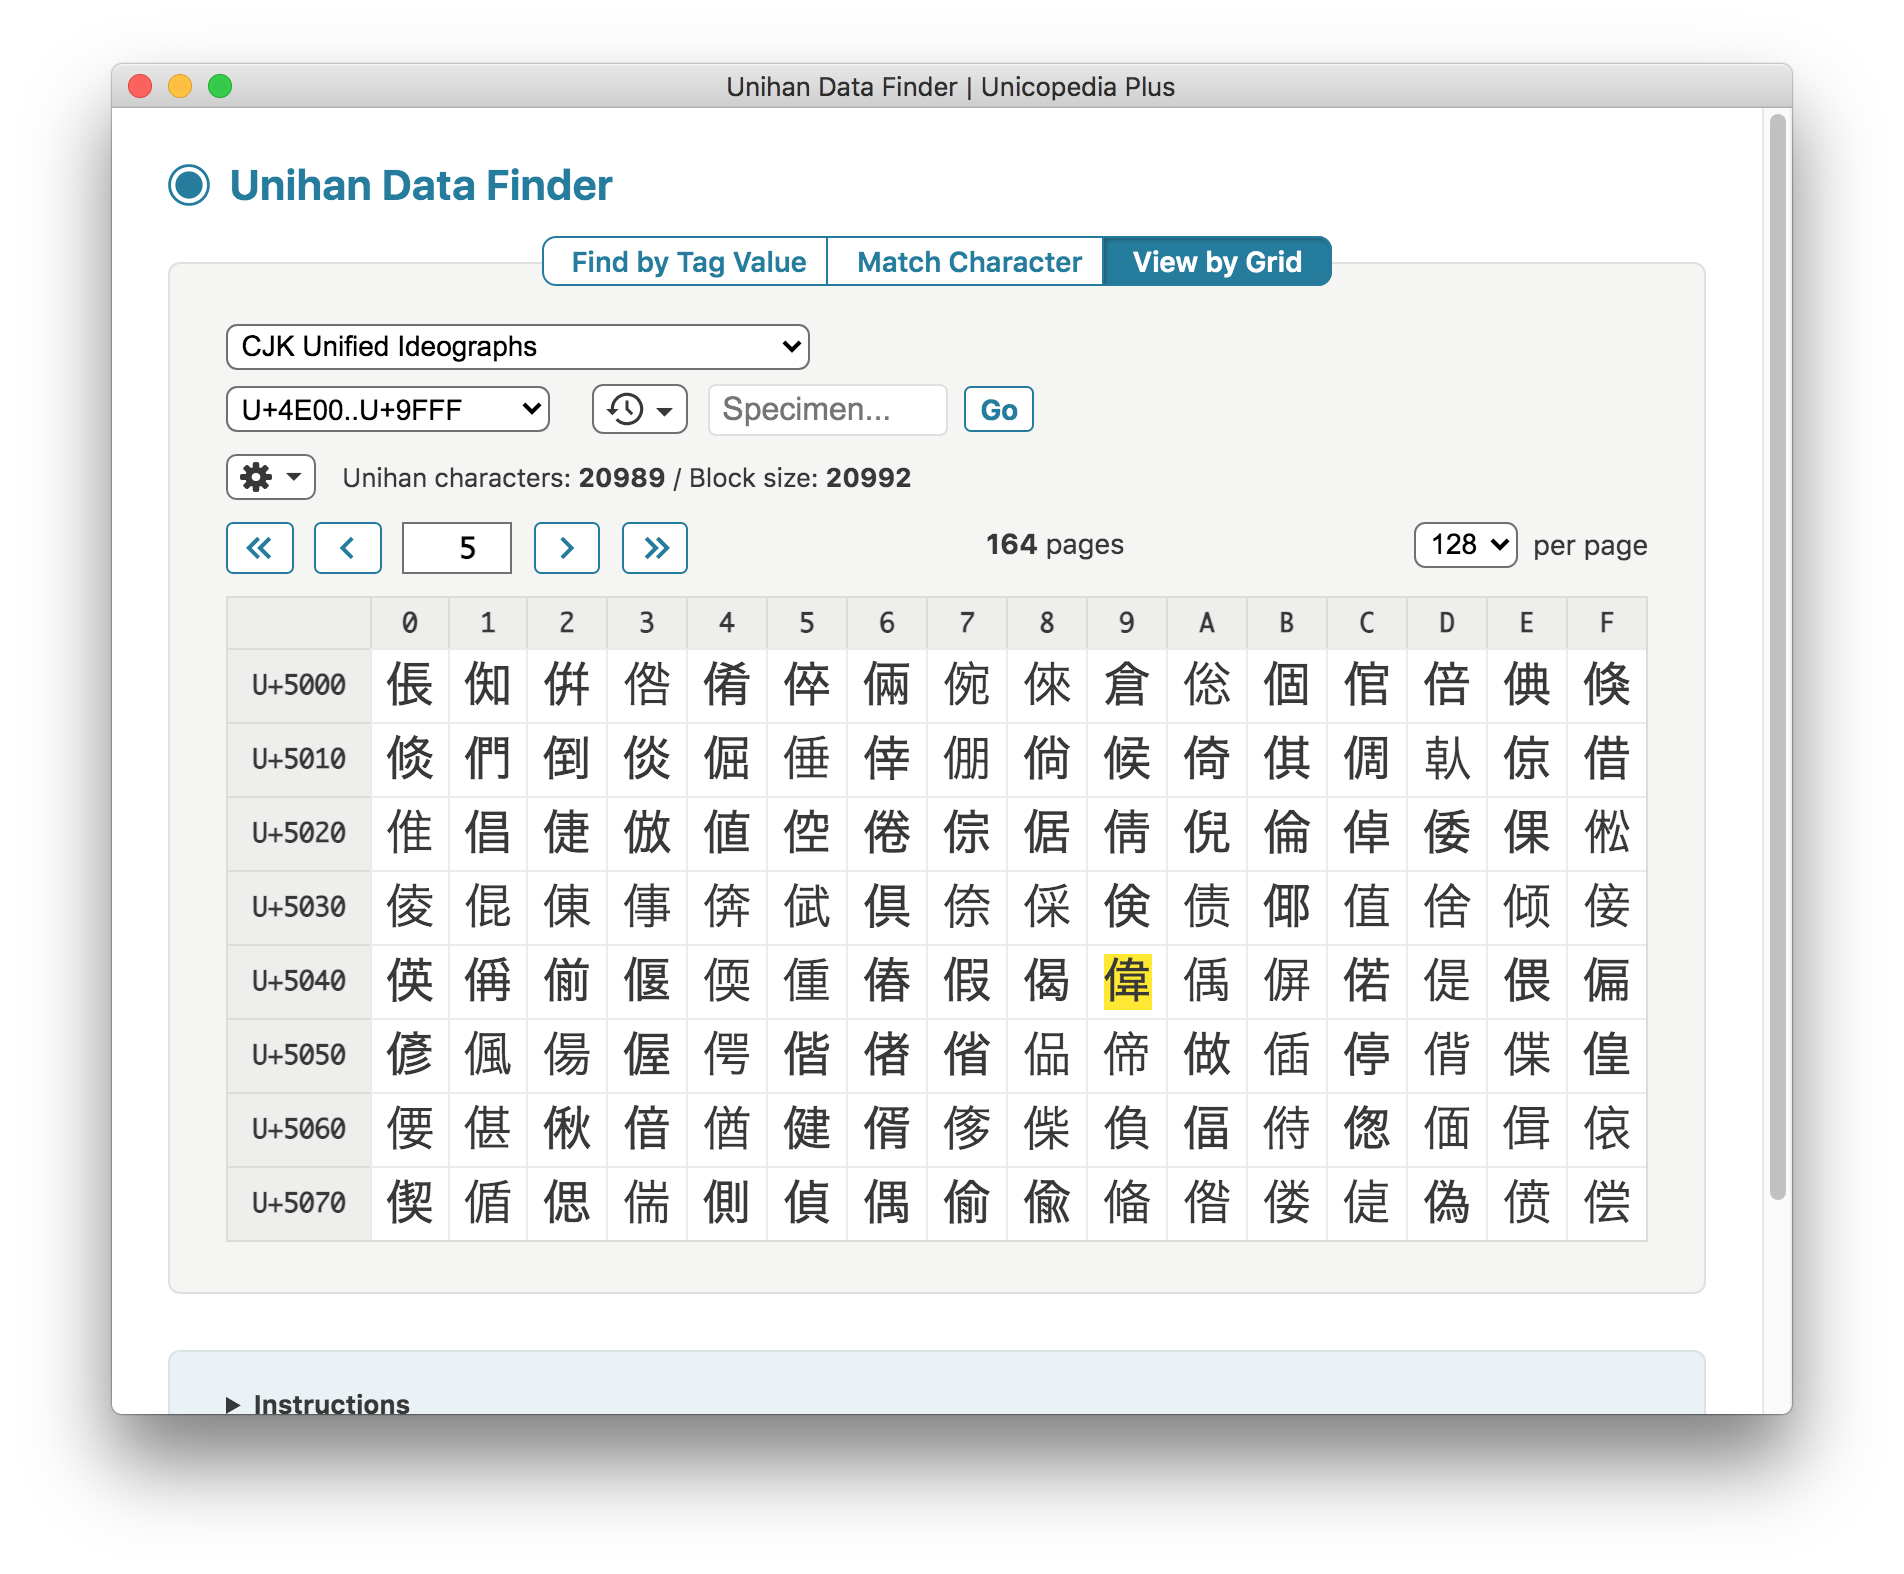 Unihan Data Finder | Unicopedia Plus
Unihan Data Finder
Find by Tag Value Match Character View by Grid
CJK Unified Ideographs
U+4E00..U+9FFF Specimen... Go
Unihan characters: 20989 / Block size: 20992
5 164 pages 128 per page
0 1 2 3 4 5 6 7 8 9 A B C D E F
U+5000 倀 倁 倂 倃 倄 倅 倆 倇 倈 倉 倊 個 倌 倍 倎 倏
U+5010 倐 們 倒 倓 倔 倕 倖 倗 倘 候 倚 倛 倜 倝 倞 借
U+5020 倠 倡 倢 倣 値 倥 倦 倧 倨 倩 倪 倫 倬 倭 倮 倯
U+5030 倰 倱 倲 倳 倴 倵 倶 倷 倸 倹 债 倻 值 倽 倾 倿
U+5040 偀 偁 偂 偃 偄 偅 偆 假 偈 偉 偊 偋 偌 偍 偎 偏
U+5050 偐 偑 偒 偓 偔 偕 偖 偗 偘 偙 做 偛 停 偝 偞 偟
U+5060 偠 偡 偢 偣 偤 健 偦 偧 偨 偩 偪 偫 偬 偭 偮 偯
U+5070 偰 偱 偲 偳 側 偵 偶 偷 偸 偹 偺 偻 偼 偽 偾 偿
Instructions